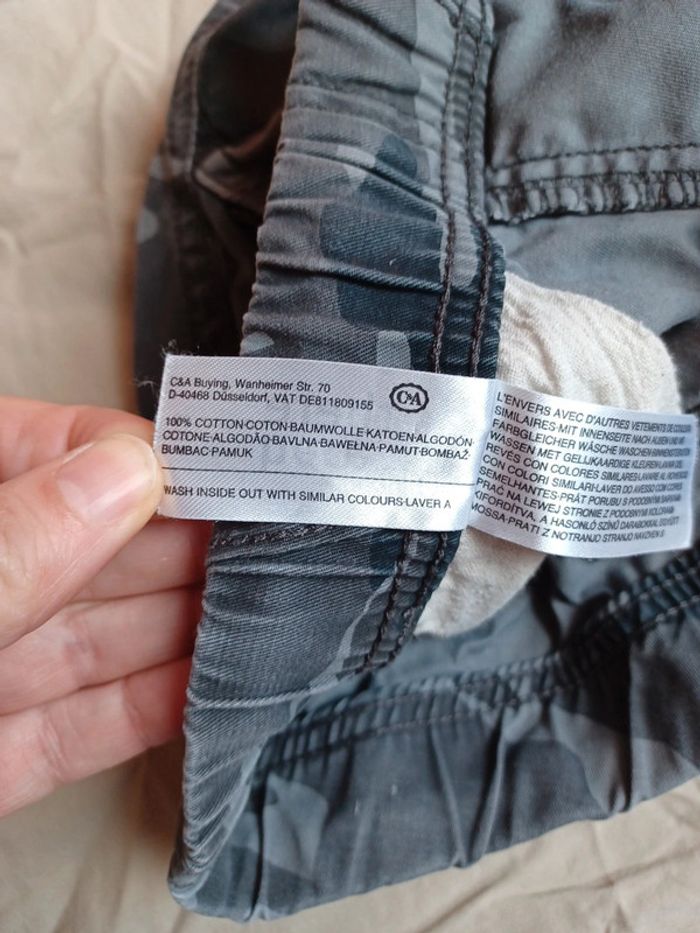 C&A Buying, Wanheimer Str. 70
D-40468 Düsseldorf, VAT DE811809155
C&A
100% COTTON·COTON·BAUMWOLLE·KATOEN·ALGODÓN·
COTONE·ALGODÃO·BAVLNA·BAWEŁNA·PAMUT·BOMBAŽ·
BUMBAC·PAMUK
WASH INSIDE OUT WITH SIMILAR COLOURS·LAVER A
L'ENVERS AVEC D'AUTRES VETEMENTS DE COLORIS
SIMILAIRES·MIT INNENSEITE NACH AUßEN UND MIT
FARBGLEICHER WÄSCHE WASCHEN·BINNENSTEBUITEN
WASSEN MET GELIJKAARDIGE KLEUREN·LAVAR DEL
REVÉS CON COLORES SIMILARES·LAVARE AL ROVESCIO
CON COLORI SIMILARI·LAVAR DO AVESSO COM CORES
SEMELHANTES·PRÁT PORUBU S PODOBNÝMI BARVAMI
PRAĆ NA LEWEJ STRONIE Z PODOBNYMI KOLORAMI
KIFORDÍTVA, A HASONLÓ SZÍNŰ DARABOKKAL EGYÜTT
MOSSA·PRATI Z NOTRANJO STRANJO NAVZVEN S